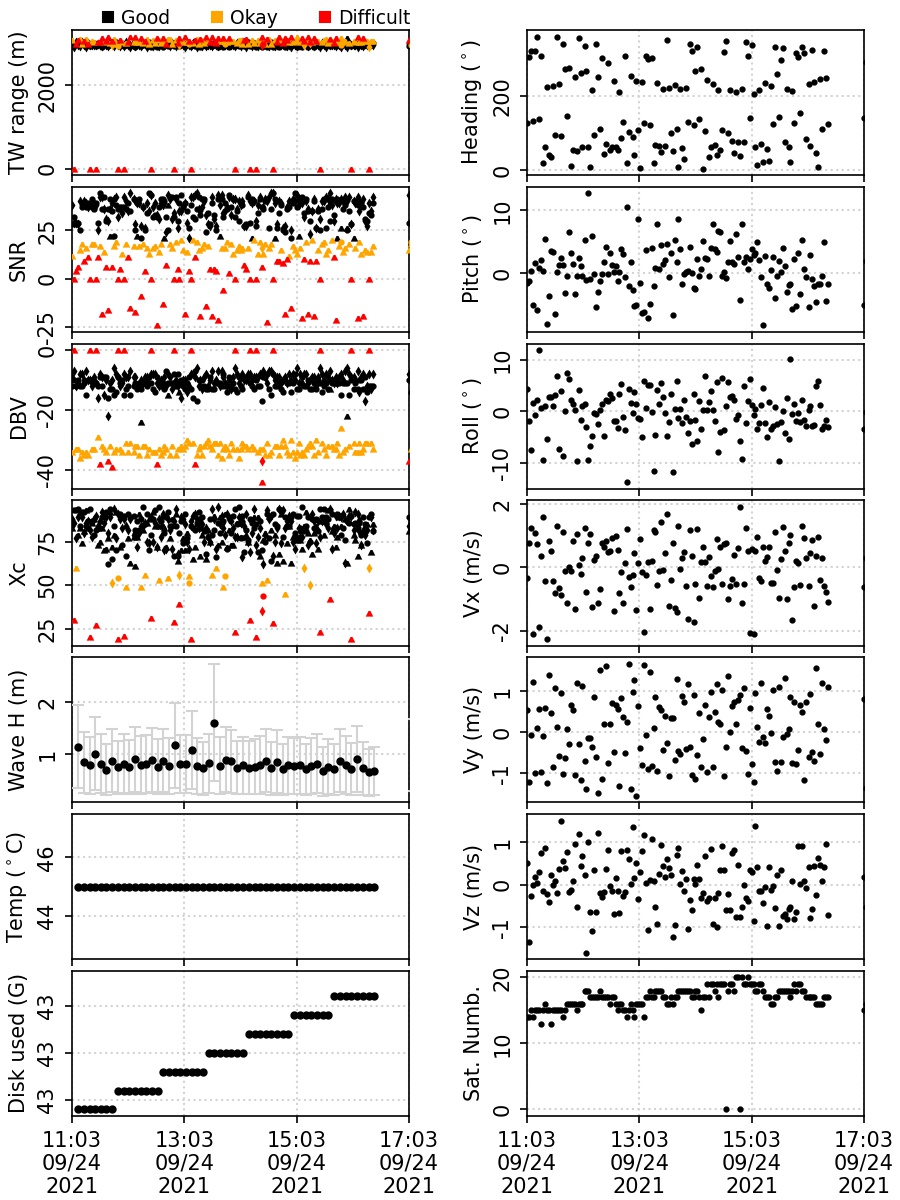 Good Okay Difficult
TW range (m)
2000
0
SNR
25
0
-25
DBV
0
-20
-40
Xc
75
50
25
Wave H (m)
2
1
Temp (°C)
46
44
Disk used (G)
43
43
43
11:03 13:03 15:03 17:03
09/24 09/24 09/24 09/24
2021 2021 2021 2021
Heading (°)
200
0
Pitch (°)
10
0
Roll (°)
10
0
-10
Vx (m/s)
2
0
-2
Vy (m/s)
1
0
-1
Vz (m/s)
1
0
-1
Sat. Numb.
20
10
0
11:03 13:03 15:03 17:03
09/24 09/24 09/24 09/24
2021 2021 2021 2021